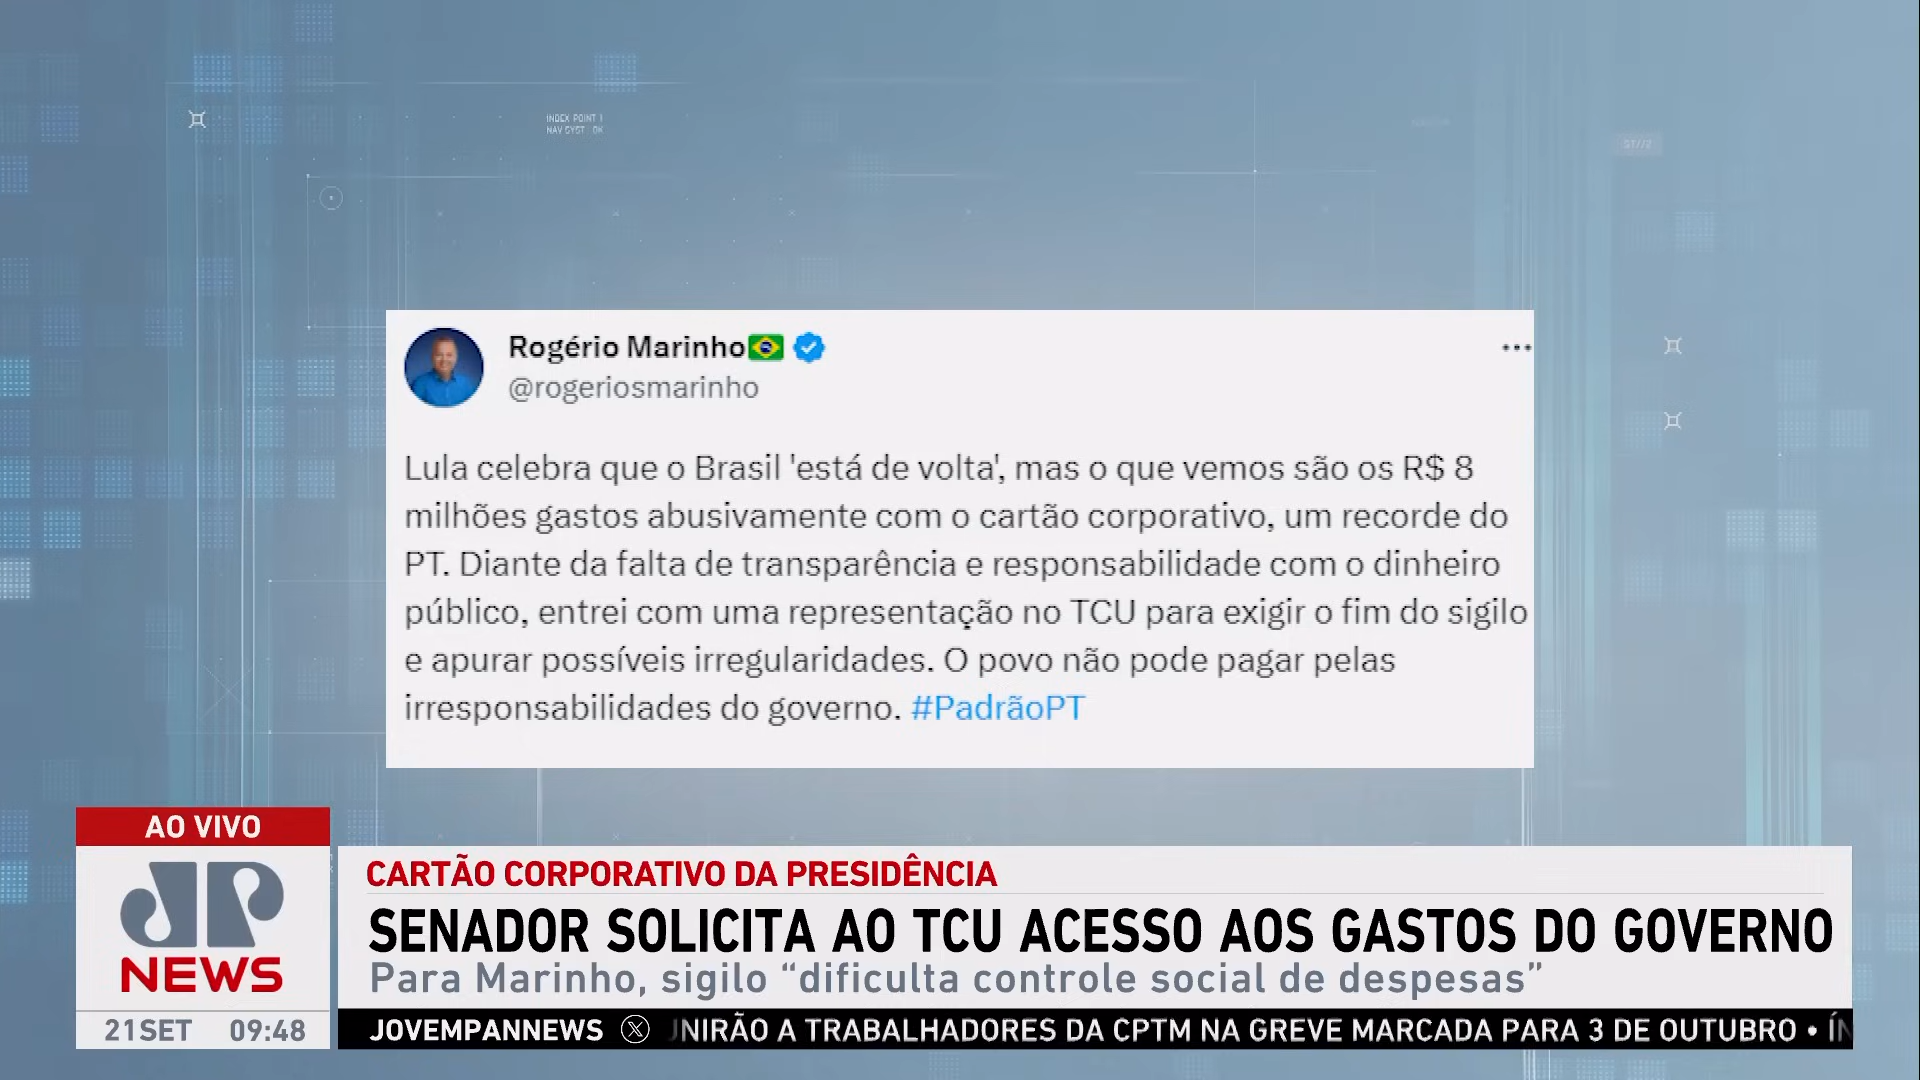 INDEX POINT
Rogério Marinho
@rogeriosmarinho
Lula celebra que o Brasil 'está de volta', mas o que vemos são os R$ 8
milhões gastos abusivamente com o cartão corporativo, um recorde do
PT. Diante da falta de transparência e responsabilidade com o dinheiro
público, entrei com uma representação no TCU para exigir o fim do sigilo
e apurar possíveis irregularidades. O povo não pode pagar pelas
irresponsabilidades do governo. #PadrãoPT
AO VIVO
JP
NEWS
21SET 09:48
CARTÃO CORPORATIVO DA PRESIDÊNCIA
SENADOR SOLICITA AO TCU ACESSO AOS GASTOS DO GOVERNO
Para Marinho, sigilo “dificulta controle social de despesas”
JOVEMPANNEWS NIRÃO A TRABALHADORES DA CPTM NA GREVE MARCADA PARA 3 DE OUTUBRO •